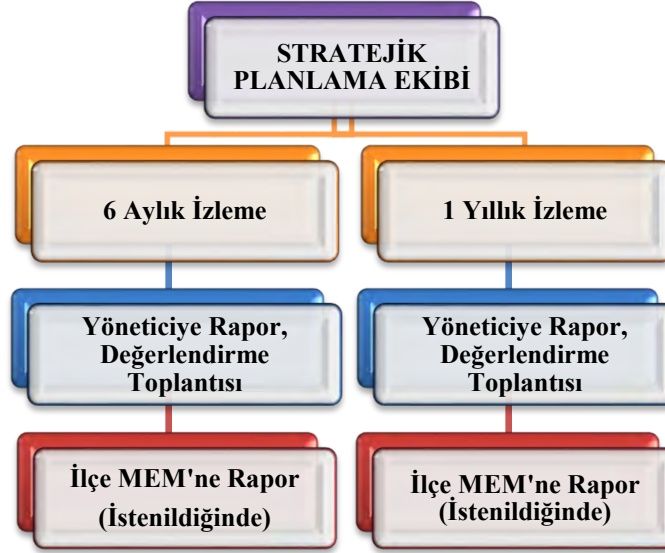 STRATEJİK
PLANLAMA EKİBİ
6 Aylık İzleme
1 Yıllık İzleme
Yöneticiye Rapor,
Değerlendirme
Toplantısı
Yöneticiye Rapor,
Değerlendirme
Toplantısı
İlçe MEM'ne Rapor
(İstenildiğinde)
İlçe MEM'ne Rapor
(İstenildiğinde)